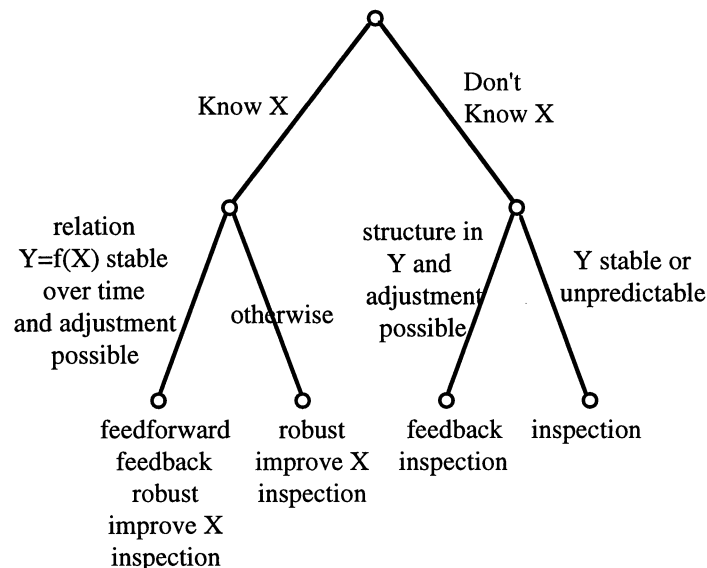 Know X
Don't
Know X
relation
Y=f(X) stable
over time
and adjustment
possible
otherwise
structure in
Y and
adjustment
possible
Y stable or
unpredictable
feedforward
feedback
robust
improve X
inspection
robust
improve X
inspection
feedback
inspection
inspection